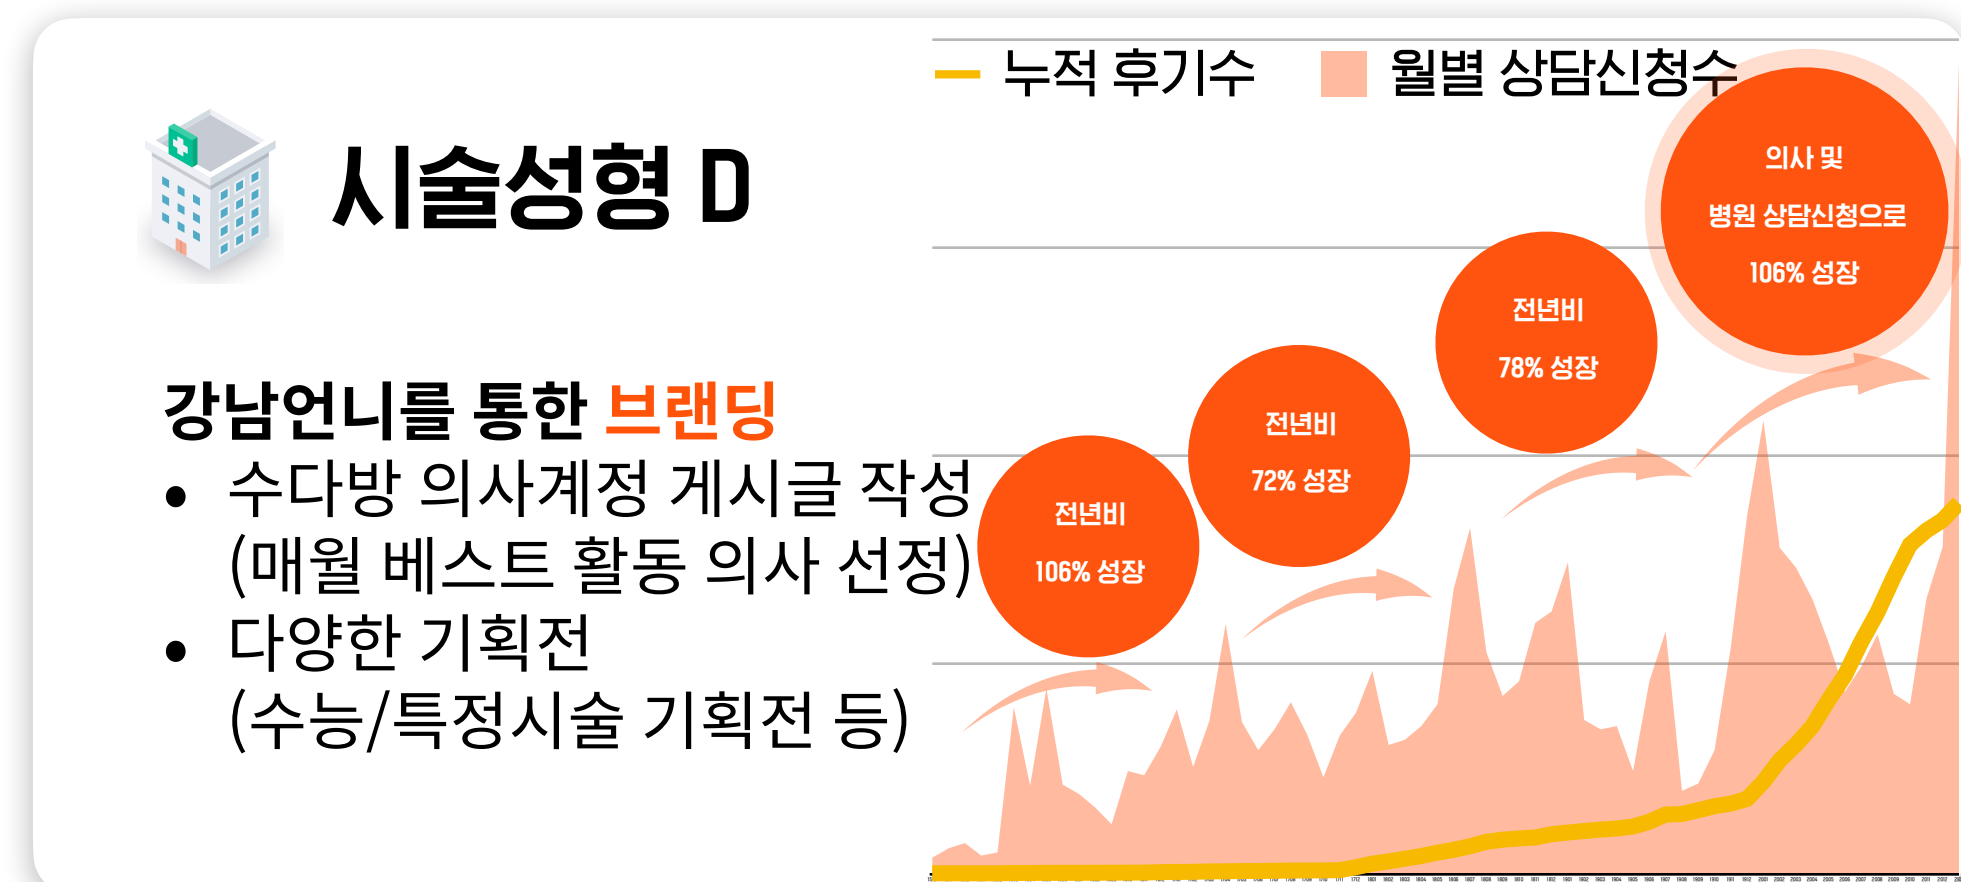 누적 후기수
월별 상담신청수
시술성형 D
강남언니를 통한 브랜딩
• 수다방 의사계정 게시글 작성
(매월 베스트 활동 의사 선정)
• 다양한 기획전
(수능/특정시술 기획전 등)
전년비
106% 성장
전년비
72% 성장
전년비
78% 성장
의사 및
병원 상담신청으로
106% 성장